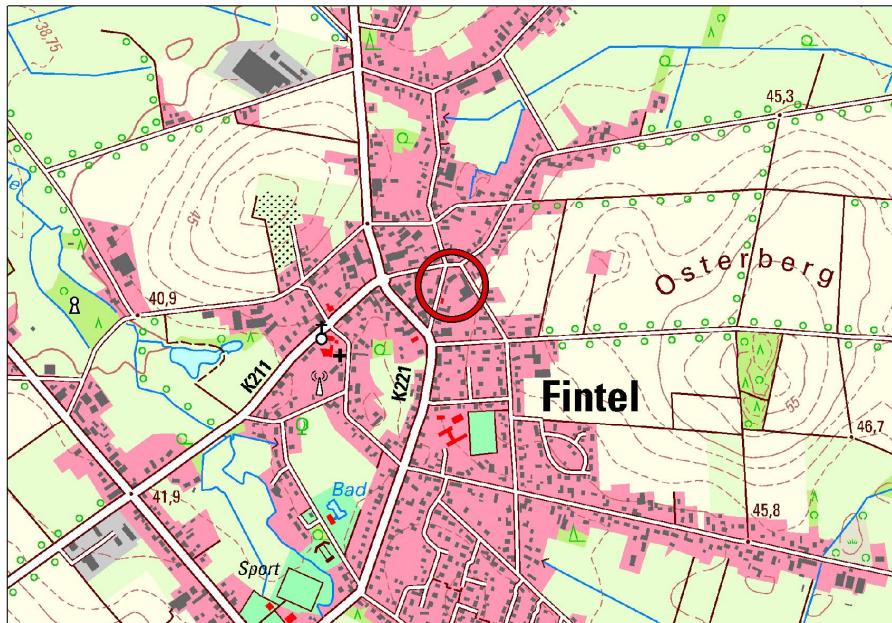 38,75
45,3
45
Osterberg
40,9
K211
K221
Fintel
55
46,7
41,9
Bad
45,8
Sport